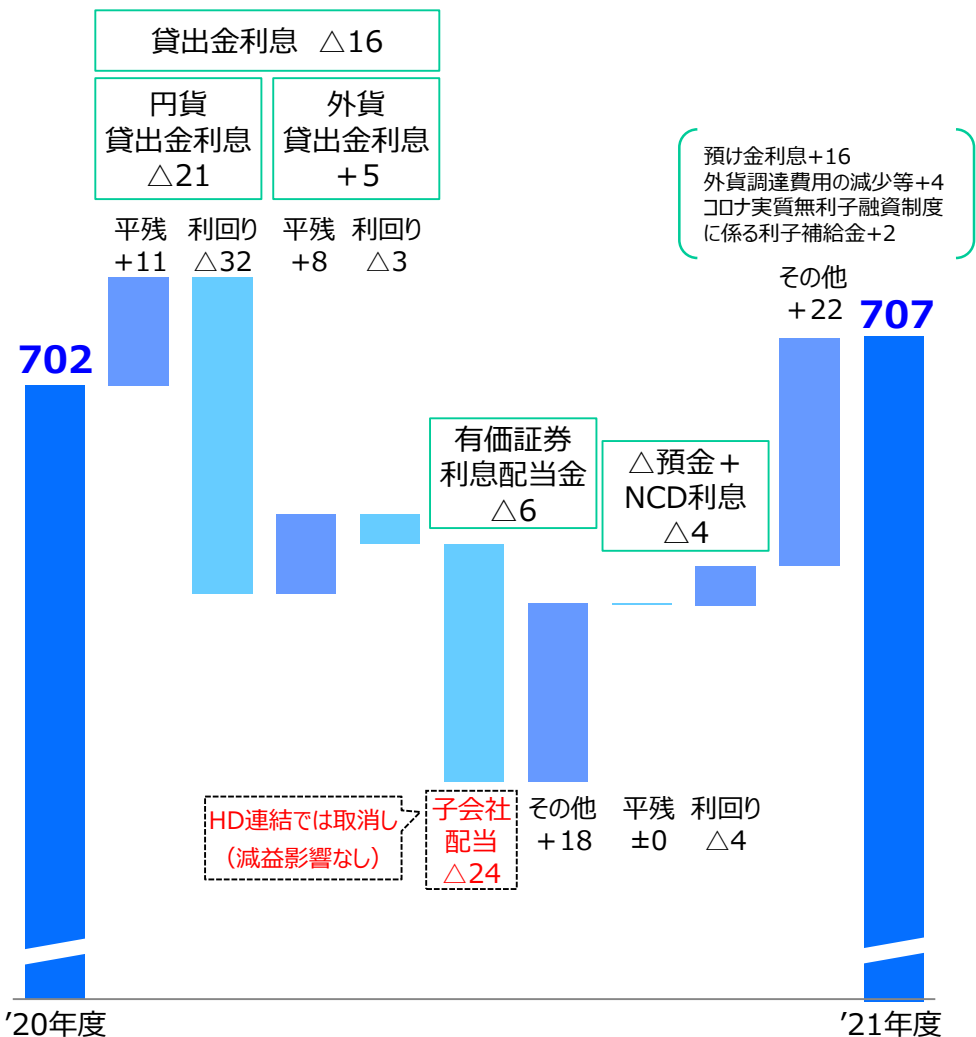 貸出金利息 △16
円貨
貸出金利息
△21
外貨
貸出金利息
+5
平残
+11
利回り
△32
平残
+8
利回り
△3
預け金利息+16
外貨調達費用の減少等+4
コロナ実質無利子融資制度
に係る利子補給金+2
その他
+22
702
707
有価証券
利息配当金
△6
△預金+
NCD利息
△4
HD連結では取消し
(減益影響なし)
子会社
配当
△24
その他
+18
平残
±0
利回り
△4
'20年度
'21年度